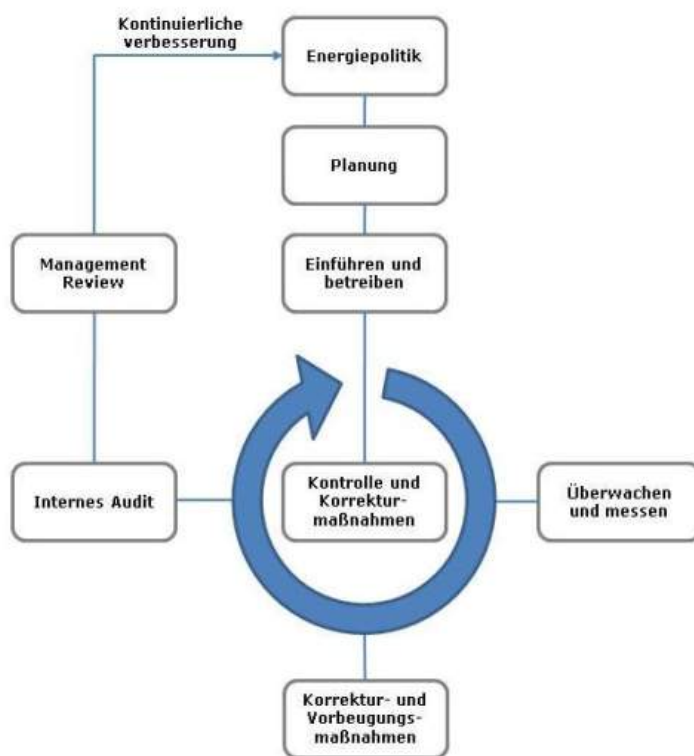 Kontinuierliche
verbesserung
Energiepolitik
Planung
Management
Review
Einführen und
betreiben
Internes Audit
Kontrolle und
Korrektur-
maßnahmen
Überwachen
und messen
Korrektur- und
Vorbeugungs-
maßnahmen